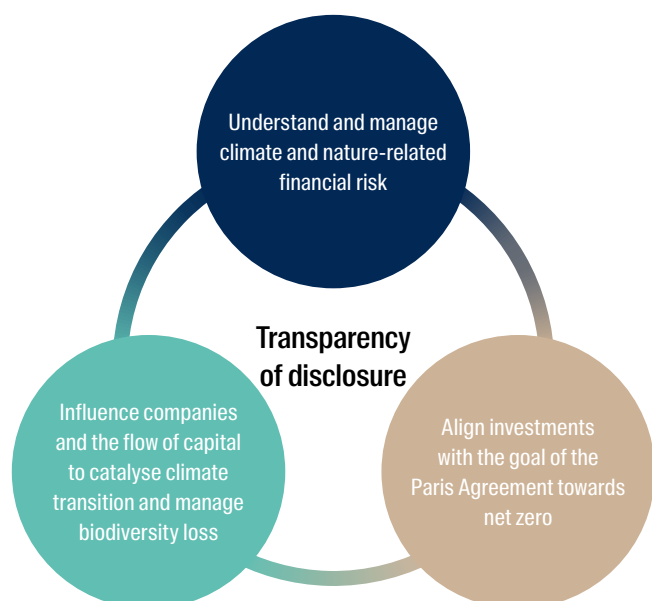 Understand and manage
climate and nature-related
financial risk
Transparency
of disclosure
Influence companies
and the flow of capital
to catalyse climate
transition and manage
biodiversity loss
Align investments
with the goal of the
Paris Agreement towards
net zero